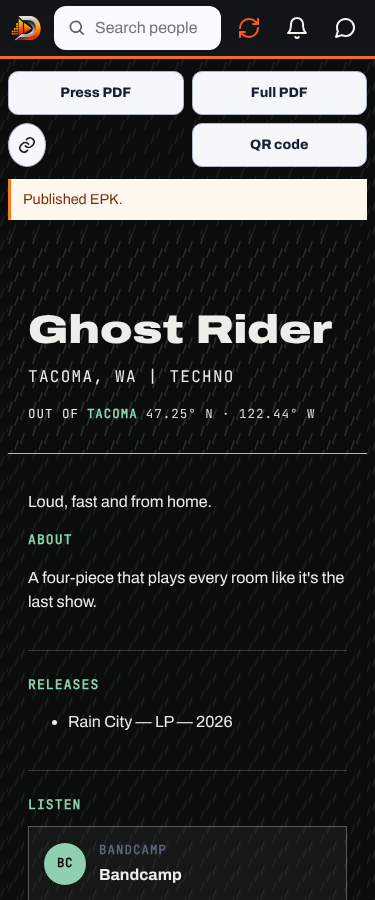 Search people
Press PDF
Full PDF
QR code
Published EPK.
Ghost Rider
TACOMA, WA | TECHNO
OUT OF TACOMA 47.25° N · 122.44° W
Loud, fast and from home.
ABOUT
A four-piece that plays every room like it's the
last show.
RELEASES
• Rain City — LP — 2026
LISTEN
BC
BANDCAMP
Bandcamp